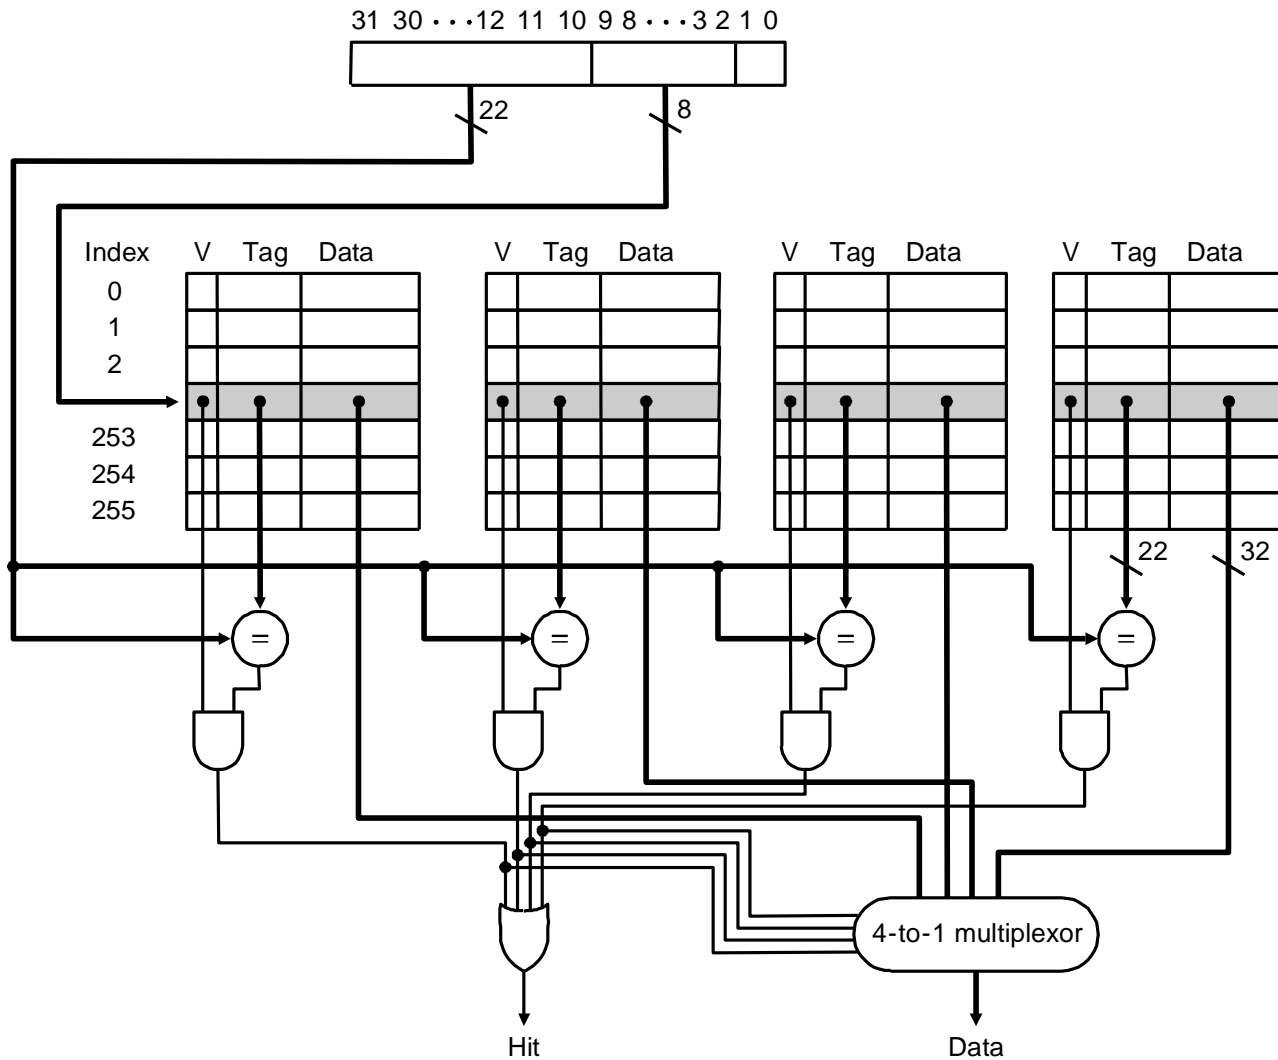 31 30 ··· 12 11 10 9 8 ··· 3 2 1 0
22
8
Index V Tag Data V Tag Data V Tag Data V Tag Data
0
1
2
253
254
255
22
32
= = = =
4-to-1 multiplexor
Hit
Data